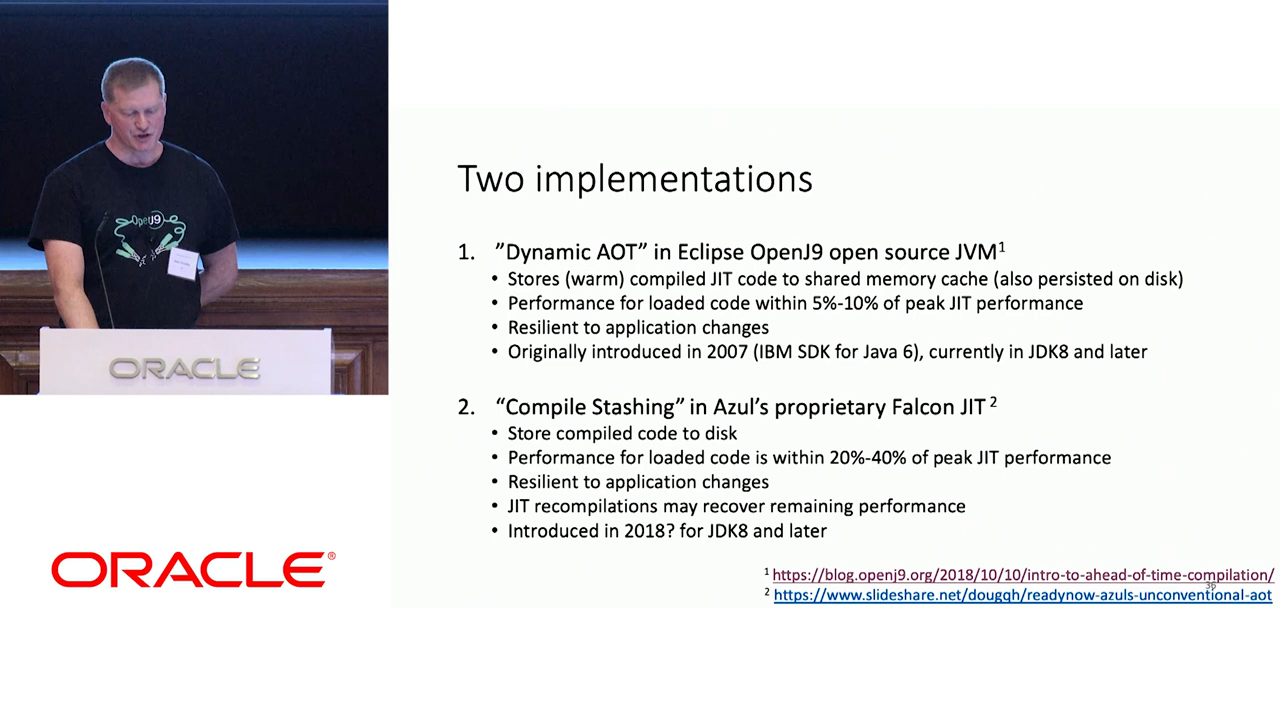 OpenJ9
ORACLE
ORACLE®
Two implementations
1. ”Dynamic AOT” in Eclipse OpenJ9 open source JVM1
• Stores (warm) compiled JIT code to shared memory cache (also persisted on disk)
• Performance for loaded code within 5%-10% of peak JIT performance
• Resilient to application changes
• Originally introduced in 2007 (IBM SDK for Java 6), currently in JDK8 and later
2. “Compile Stashing” in Azul’s proprietary Falcon JIT 2
• Store compiled code to disk
• Performance for loaded code is within 20%-40% of peak JIT performance
• Resilient to application changes
• JIT recompilations may recover remaining performance
• Introduced in 2018? for JDK8 and later
1 https://blog.openj9.org/2018/10/10/intro-to-ahead-of-time-compilation/
36
2 https://www.slideshare.net/dougqh/readynow-azuls-unconventional-aot